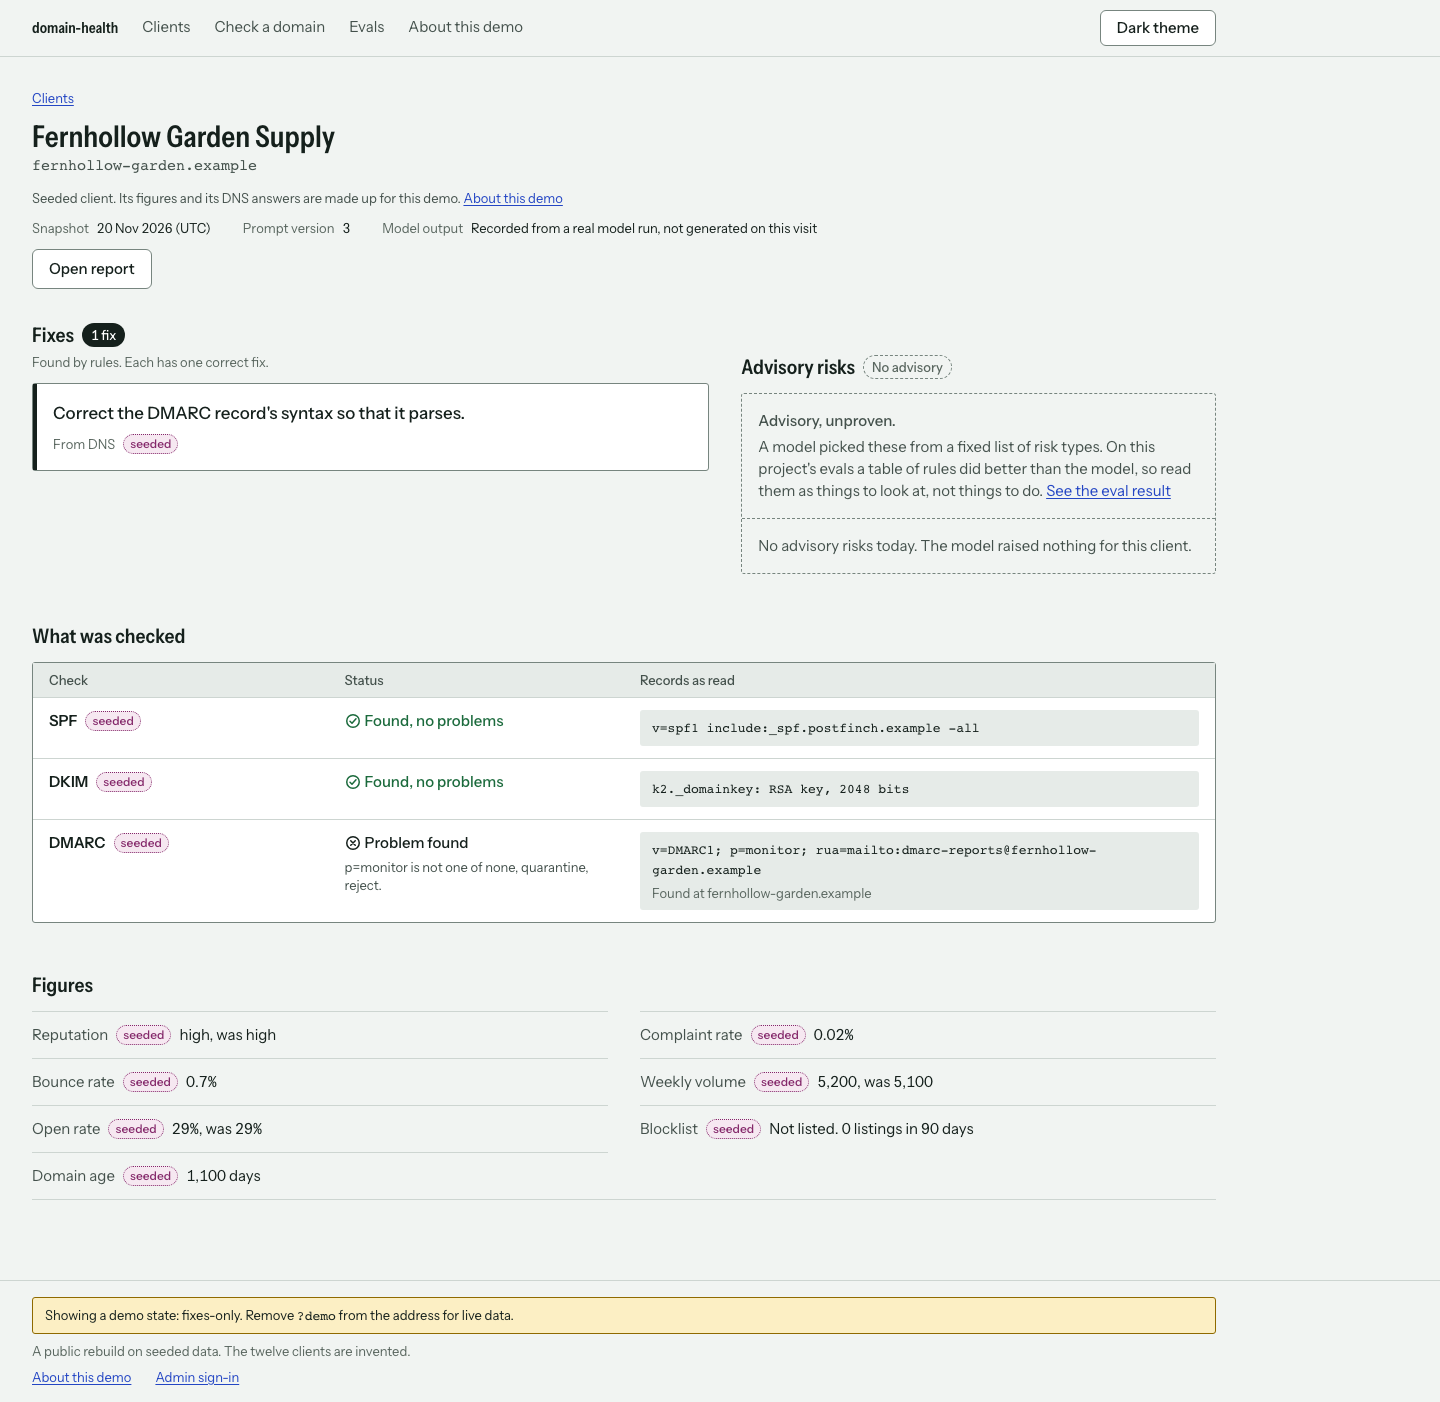 domain-health Clients Check a domain Evals About this demo Dark theme
Clients
Fernhollow Garden Supply
fernhollow-garden.example
Seeded client. Its figures and its DNS answers are made up for this demo. About this demo
Snapshot 20 Nov 2026 (UTC) Prompt version 3 Model output Recorded from a real model run, not generated on this visit
Open report
Fixes 1 fix
Found by rules. Each has one correct fix.
Correct the DMARC record's syntax so that it parses.
From DNS seeded
Advisory risks No advisory
Advisory, unproven.
A model picked these from a fixed list of risk types. On this
project's evals a table of rules did better than the model, so read
them as things to look at, not things to do. See the eval result
No advisory risks today. The model raised nothing for this client.
What was checked
Check Status Records as read
SPF seeded Found, no problems v=spf1 include:_spf.postfinch.example -all
DKIM seeded Found, no problems k2._domainkey: RSA key, 2048 bits
DMARC seeded Problem found v=DMARC1; p=monitor; rua=mailto:dmarc-reports@fernhollow-
p=monitor is not one of none, quarantine, garden.example
reject. Found at fernhollow-garden.example
Figures
Reputation seeded high, was high Complaint rate seeded 0.02%
Bounce rate seeded 0.7% Weekly volume seeded 5,200, was 5,100
Open rate seeded 29%, was 29% Blocklist seeded Not listed. 0 listings in 90 days
Domain age seeded 1,100 days
Showing a demo state: fixes-only. Remove ?demo from the address for live data.
A public rebuild on seeded data. The twelve clients are invented.
About this demo Admin sign-in